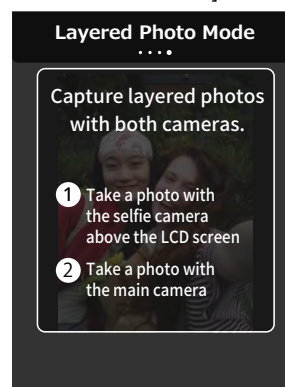 Layered Photo Mode
Capture layered photos
with both cameras.
1 Take a photo with
the selfie camera
above the LCD screen
2 Take a photo with
the main camera